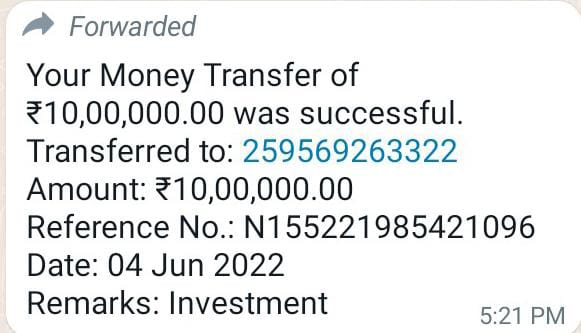 Forwarded
Your Money Transfer of
₹10,00,000.00 was successful.
Transferred to: 259569263322
Amount: ₹10,00,000.00
Reference No.: N155221985421096
Date: 04 Jun 2022
Remarks: Investment
5:21 PM